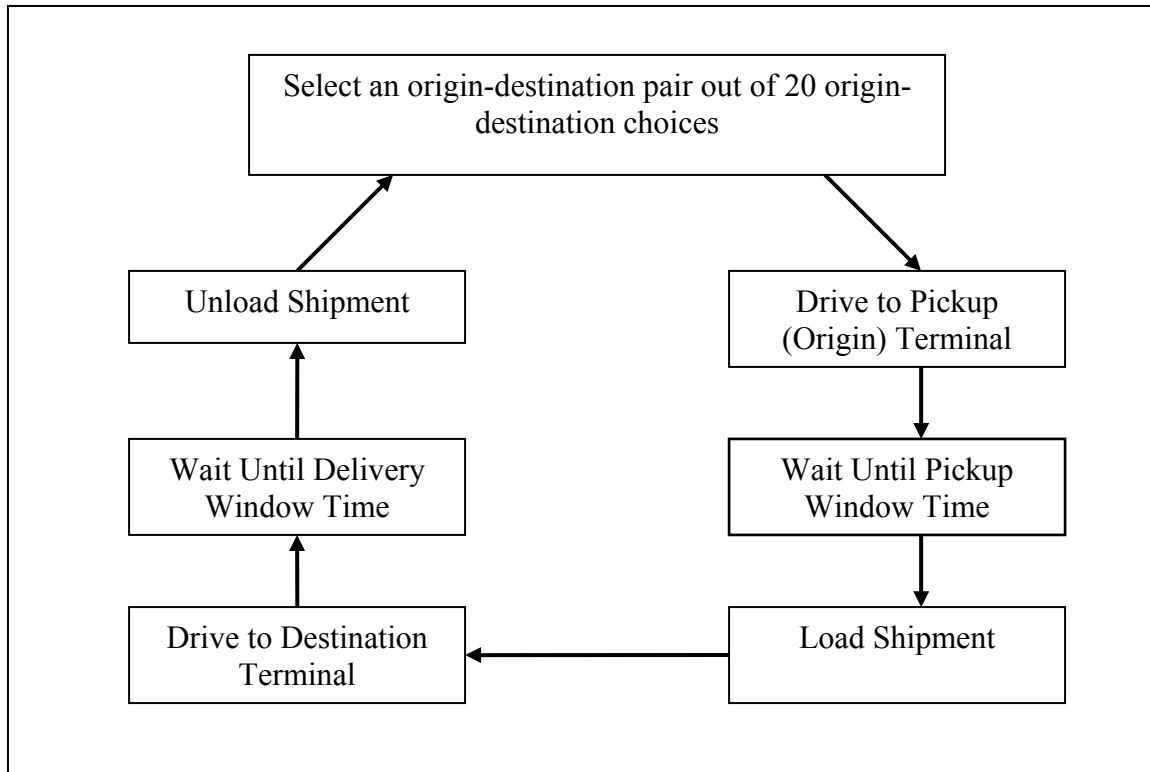 Select an origin-destination pair out of 20 origin-
destination choices
Drive to Pickup
(Origin) Terminal
Wait Until Pickup
Window Time
Load Shipment
Drive to Destination
Terminal
Wait Until Delivery
Window Time
Unload Shipment